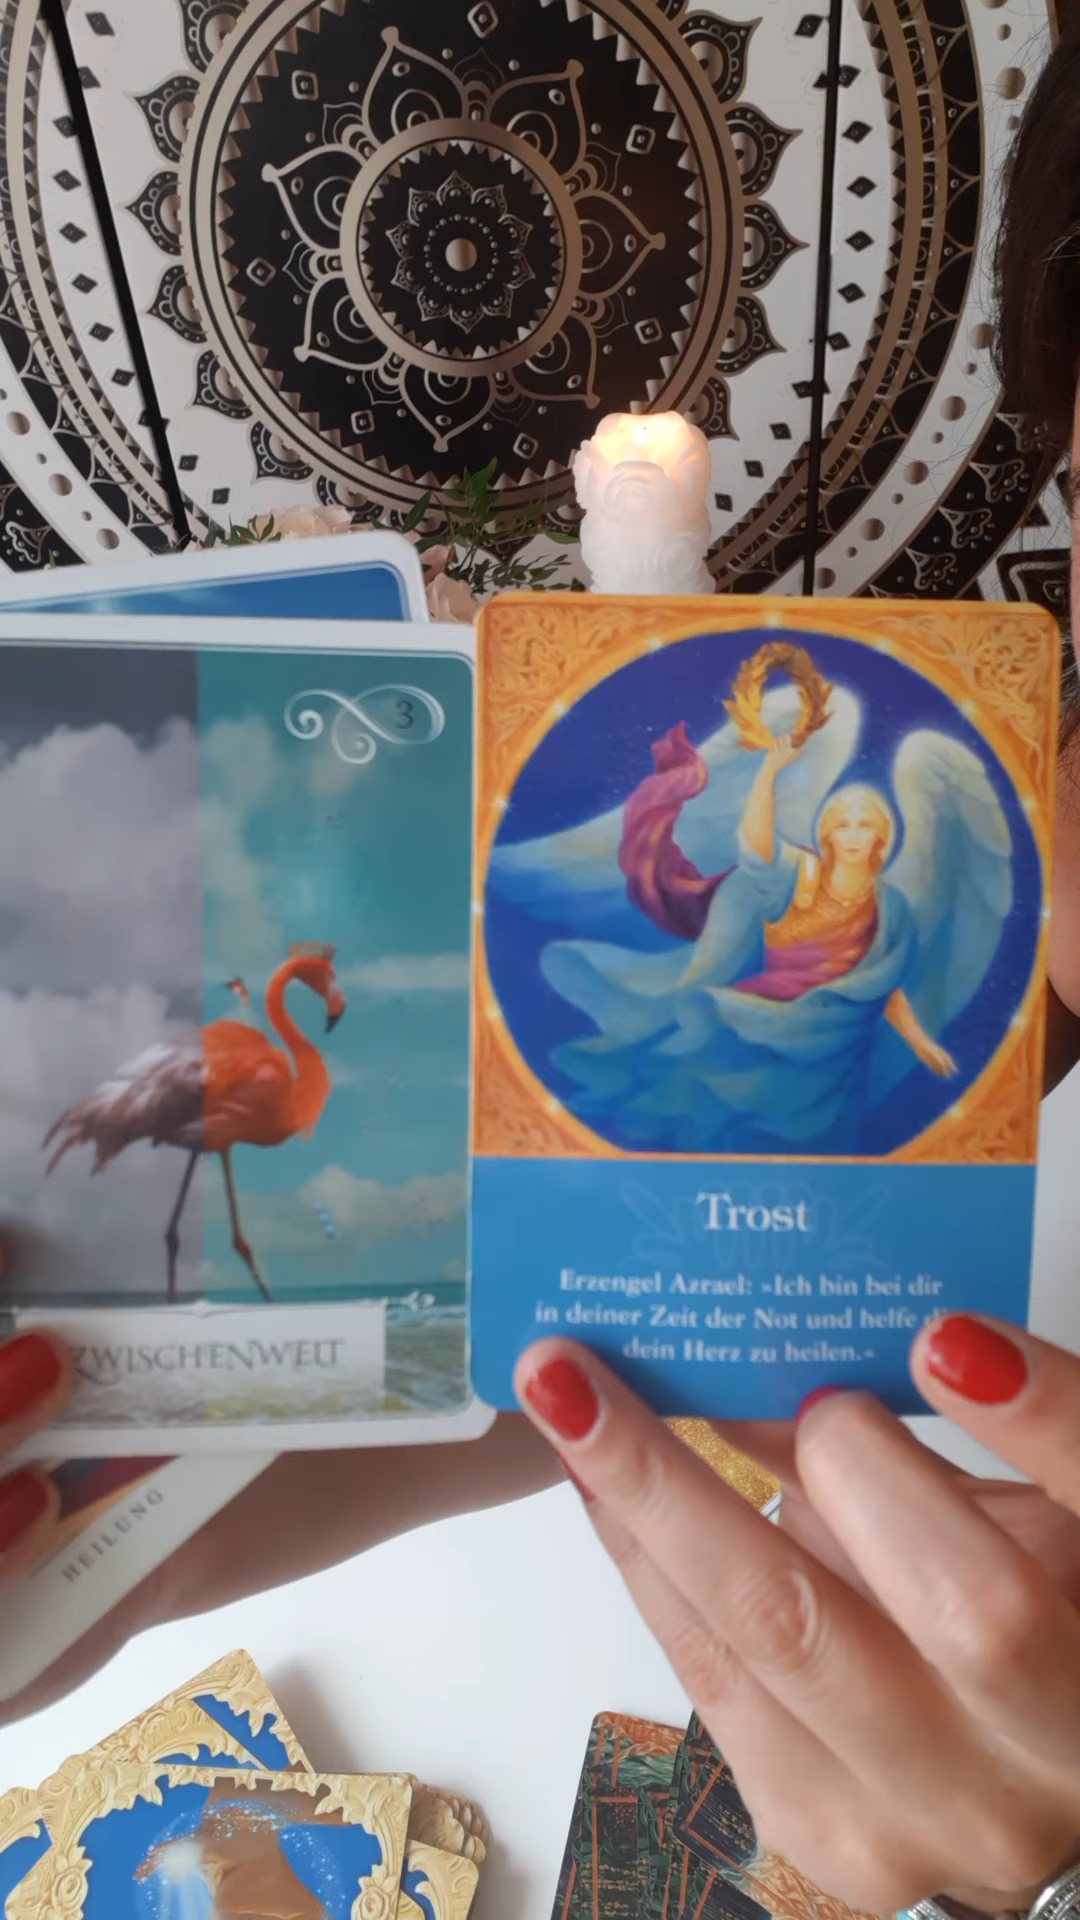 3
ZWISCHENWELT
Trost
Erzengel Azrael: »Ich bin bei dir
in deiner Zeit der Not und helfe
dein Herz zu heilen.«
HEILUNG